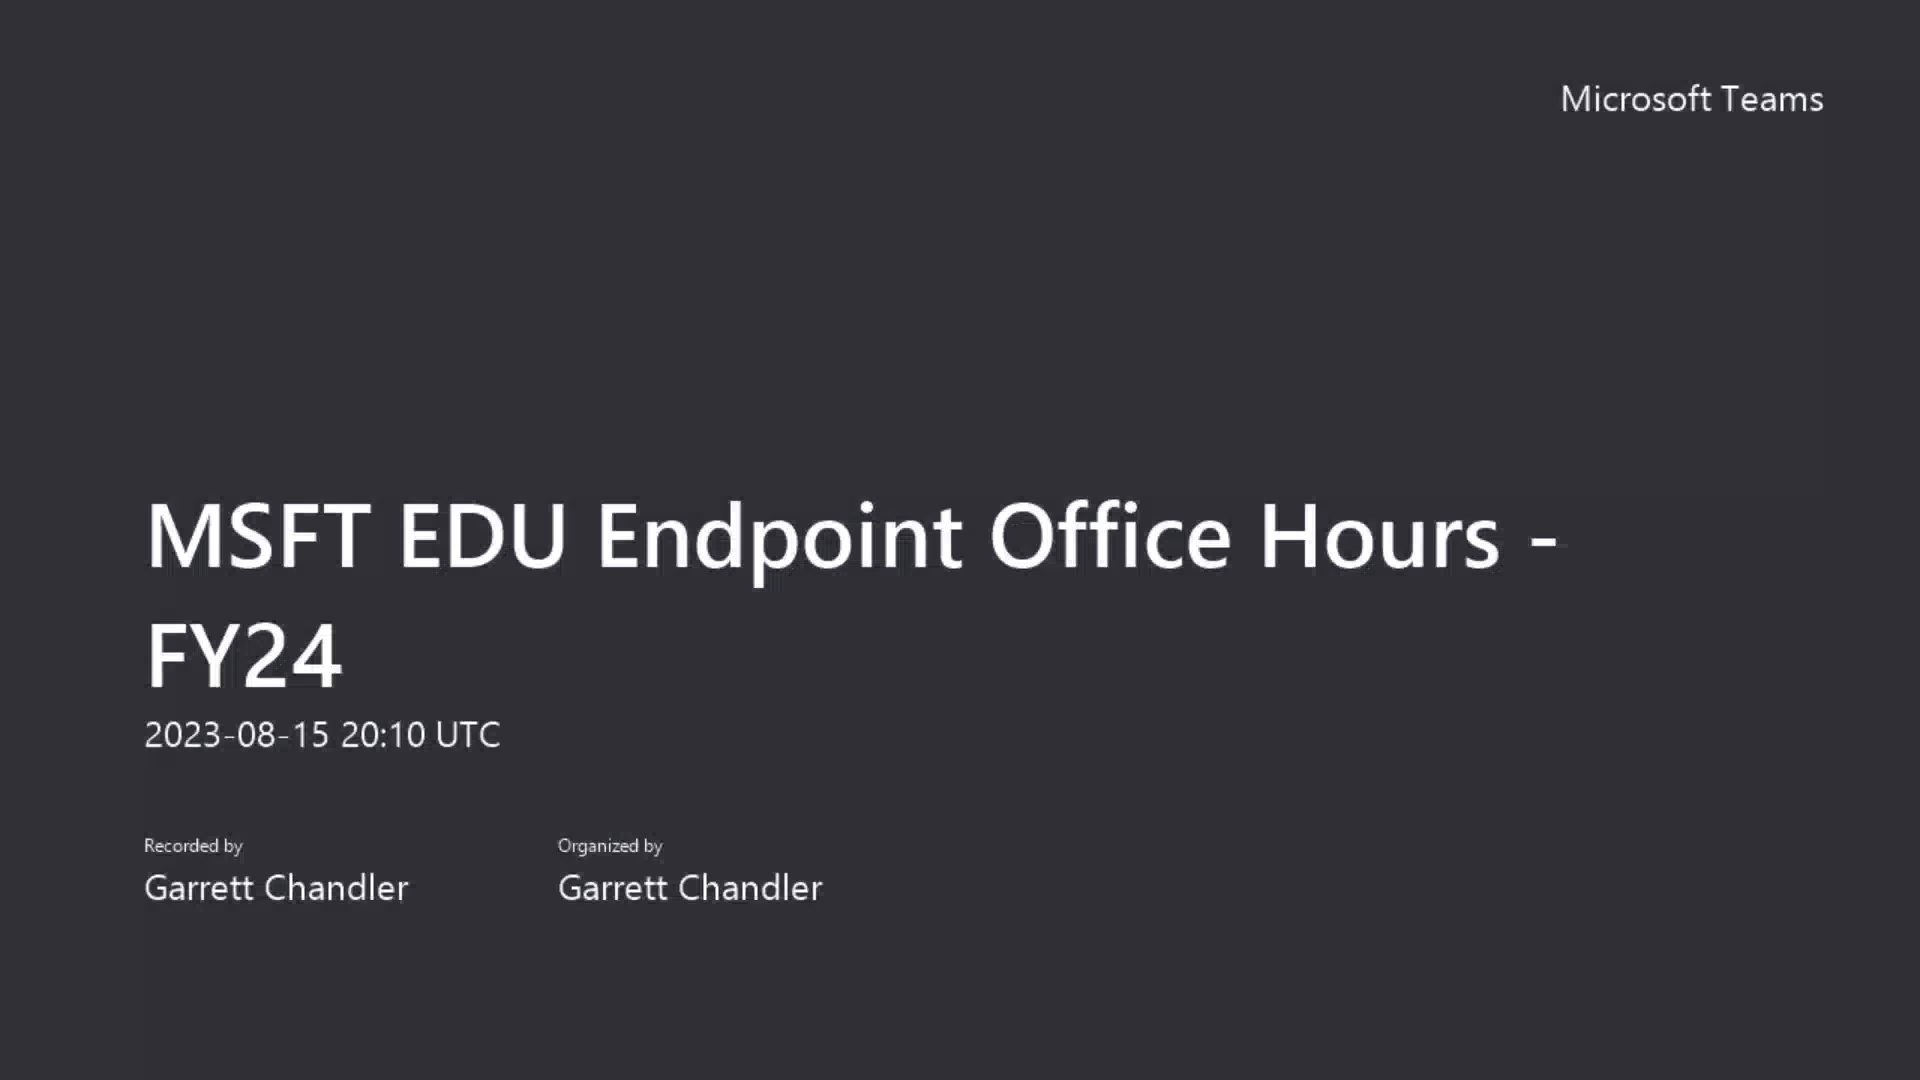 Microsoft Teams
MSFT EDU Endpoint Office Hours -
FY24
2023-08-15 20:10 UTC
Recorded by
Garrett Chandler
Organized by
Garrett Chandler